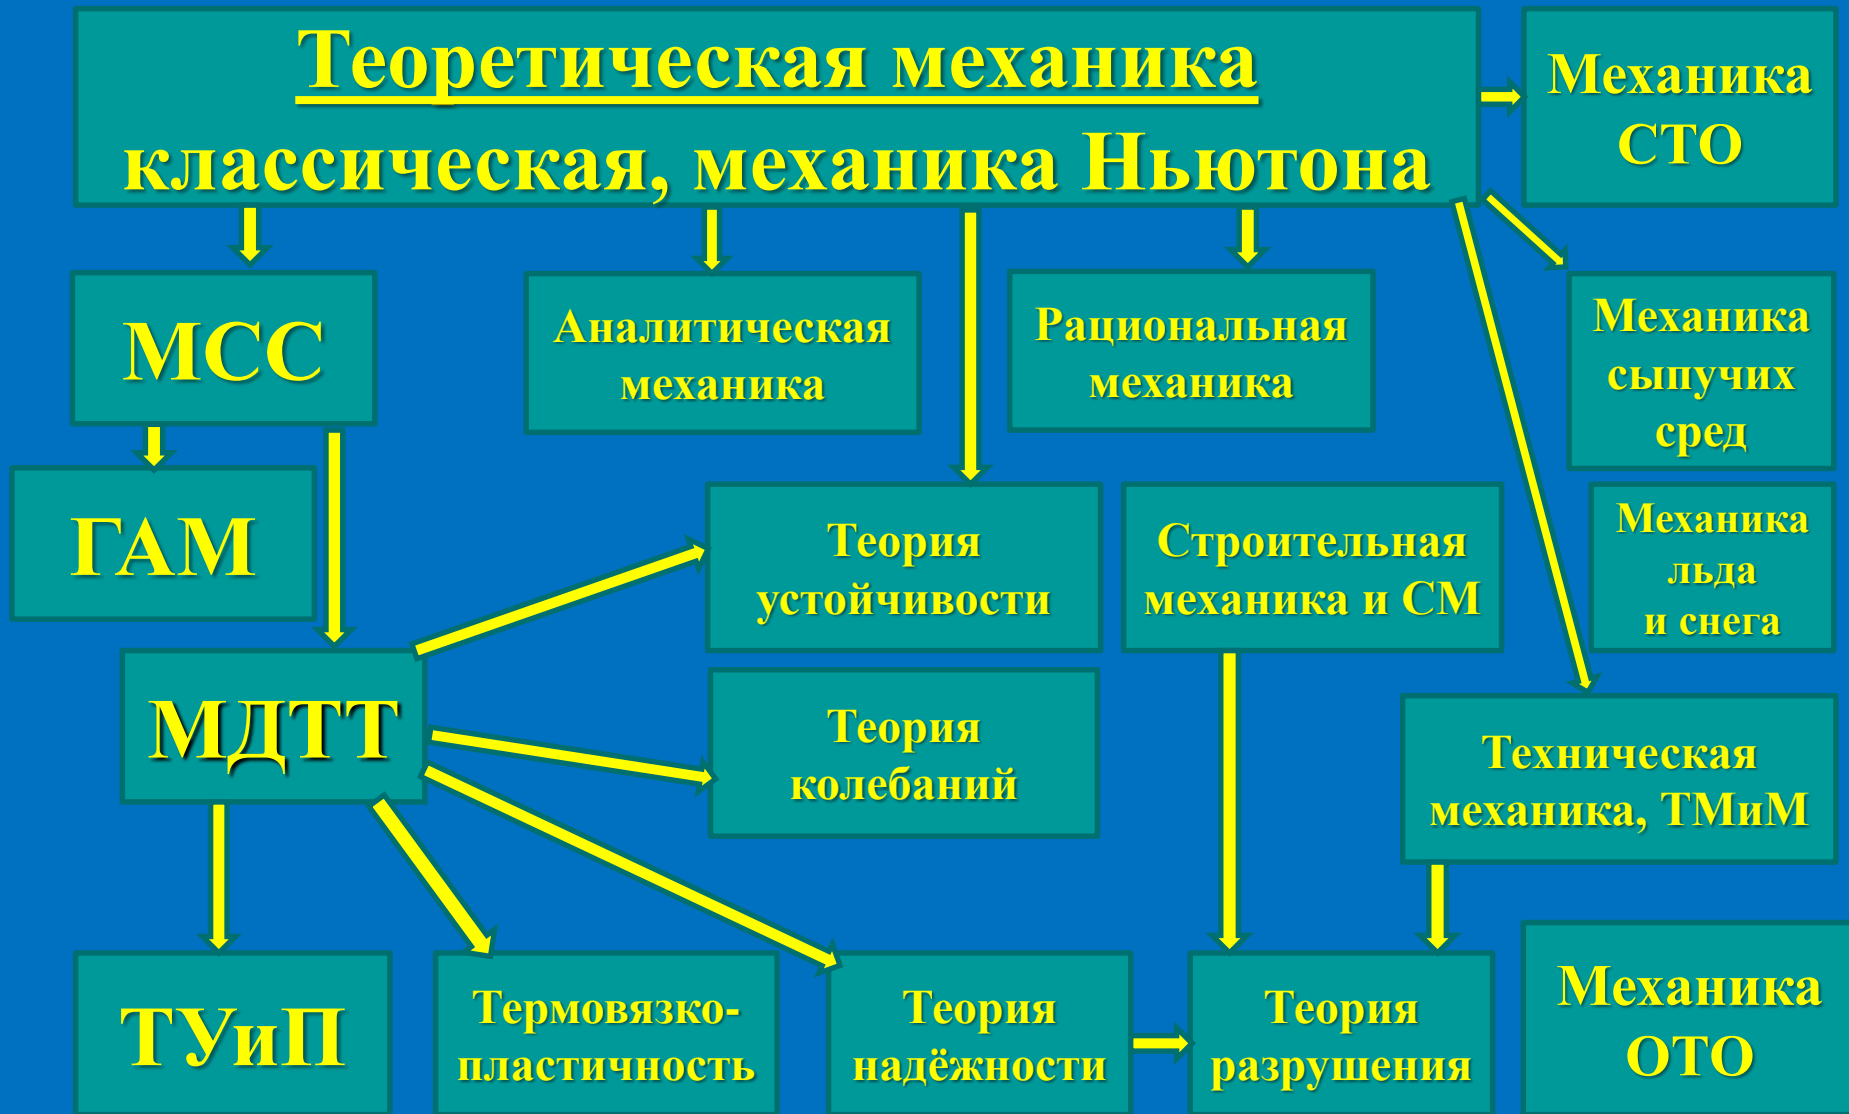 Теоретическая механика
классическая, механика Ньютона
Механика
СТО
МСС
Аналитическая
механика
Рациональная
механика
Механика
сыпучих
сред
ГАМ
Теория
устойчивости
Строительная
механика и СМ
Механика
льда
и снега
МДТТ
Теория
колебаний
Техническая
механика, ТМиМ
ТУиП
Термовязко-
пластичность
Теория
надёжности
Теория
разрушения
Механика
ОТО